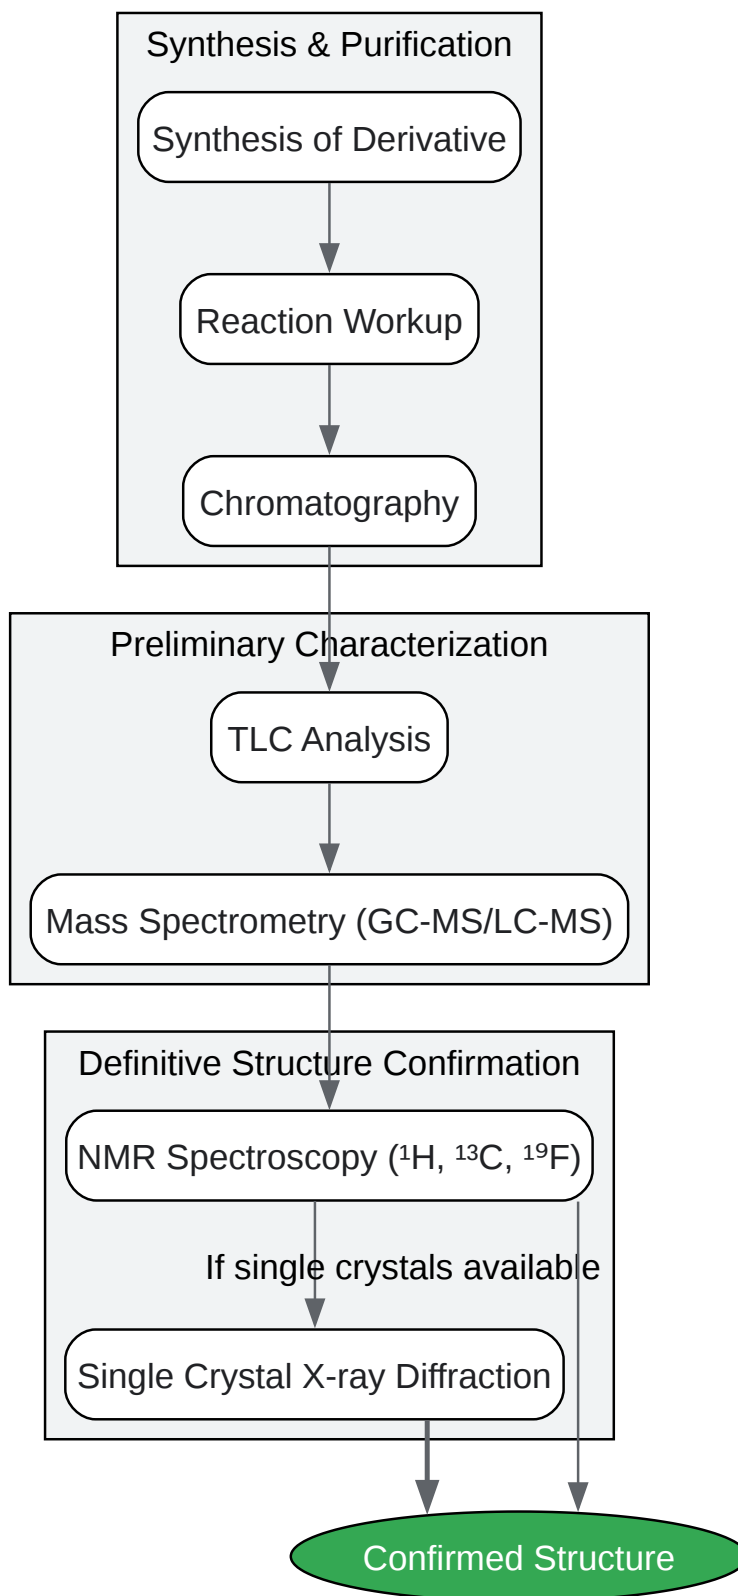 Synthesis & Purification
Synthesis of Derivative
Reaction Workup
Chromatography
Preliminary Characterization
TLC Analysis
Mass Spectrometry (GC-MS/LC-MS)
Definitive Structure Confirmation
NMR Spectroscopy (¹H, ¹³C, ¹⁹F)
If single crystals available
Single Crystal X-ray Diffraction
Confirmed Structure